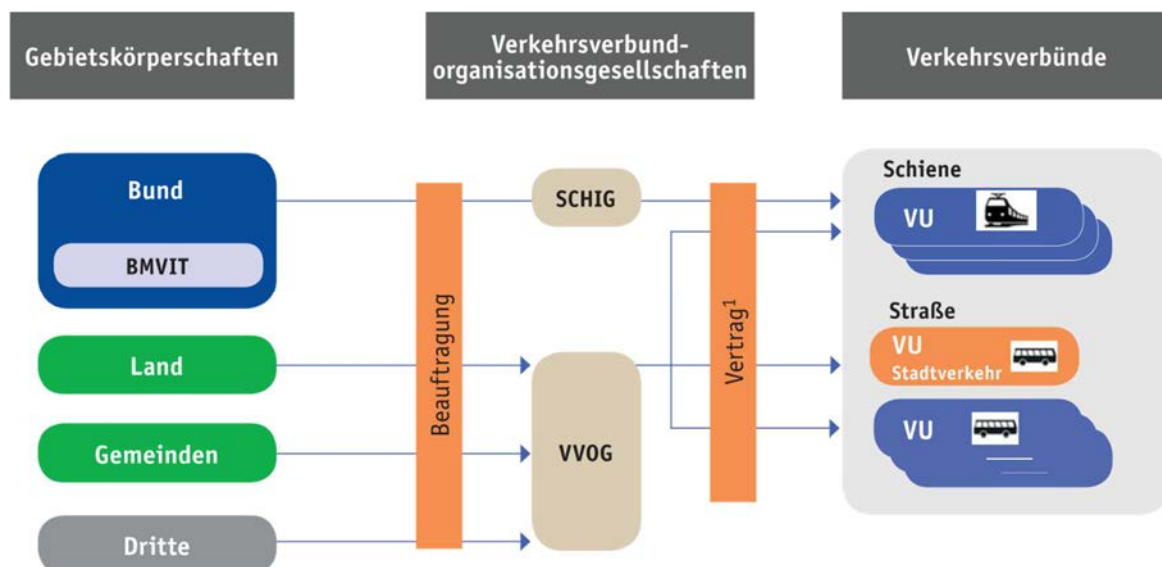 Gebietskörperschaften
Verkehrsverbund-
organisationsgesellschaften
Verkehrsverbünde
Bund
BMVIT
Land
Gemeinden
Dritte
Beauftragung
SCHIG
VVOG
Vertrag¹
Schiene
VU
Straße
VU
Stadtverkehr
VU